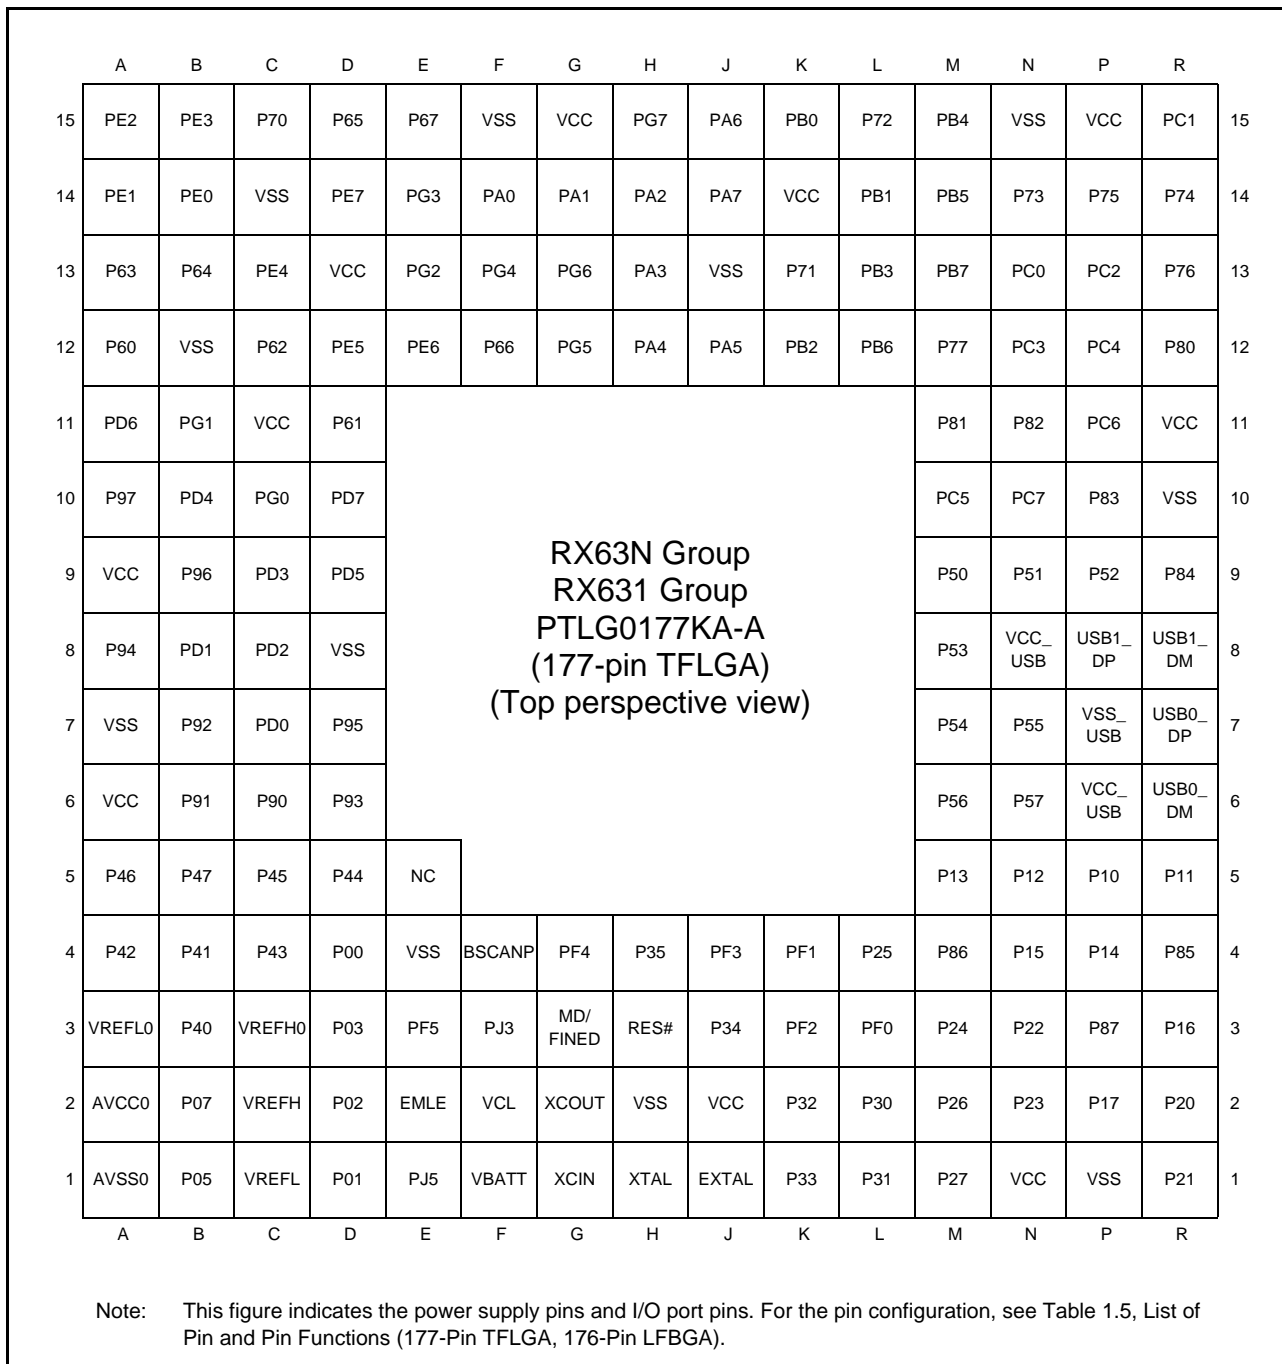 A B C D E F G H J K L M N P R
15 PE2 PE3 P70 P65 P67 VSS VCC PG7 PA6 PB0 P72 PB4 VSS VCC PC1 15
14 PE1 PE0 VSS PE7 PG3 PA0 PA1 PA2 PA7 VCC PB1 PB5 P73 P75 P74 14
13 P63 P64 PE4 VCC PG2 PG4 PG6 PA3 VSS P71 PB3 PB7 PC0 PC2 P76 13
12 P60 VSS P62 PE5 PE6 P66 PG5 PA4 PA5 PB2 PB6 P77 PC3 PC4 P80 12
11 PD6 PG1 VCC P61 P81 P82 PC6 VCC 11
10 P97 PD4 PG0 PD7 PC5 PC7 P83 VSS 10
9 VCC P96 PD3 PD5 P50 P51 P52 P84 9
8 P94 PD1 PD2 VSS P53 VCC_ USB USB1_ DP USB1_ DM 8
7 VSS P92 PD0 P95 P54 P55 VSS_ USB USB0_ DP 7
6 VCC P91 P90 P93 P56 P57 VCC_ USB USB0_ DM 6
RX63N Group
RX631 Group
PTLG0177KA-A
(177-pin TFLGA)
(Top perspective view)
5 P46 P47 P45 P44 NC P13 P12 P10 P11 5
4 P42 P41 P43 P00 VSS BSCANP PF4 P35 PF3 PF1 P25 P86 P15 P14 P85 4
3 VREFL0 P40 VREFH0 P03 PF5 PJ3 MD/ FINED RES# P34 PF2 PF0 P24 P22 P87 P16 3
2 AVCC0 P07 VREFH P02 EMLE VCL XCOUT VSS VCC P32 P30 P26 P23 P17 P20 2
1 AVSS0 P05 VREFL P01 PJ5 VBATT XCIN XTAL EXTAL P33 P31 P27 VCC VSS P21 1
A B C D E F G H J K L M N P R
Note: This figure indicates the power supply pins and I/O port pins. For the pin configuration, see Table 1.5, List of
Pin and Pin Functions (177-Pin TFLGA, 176-Pin LFBGA).